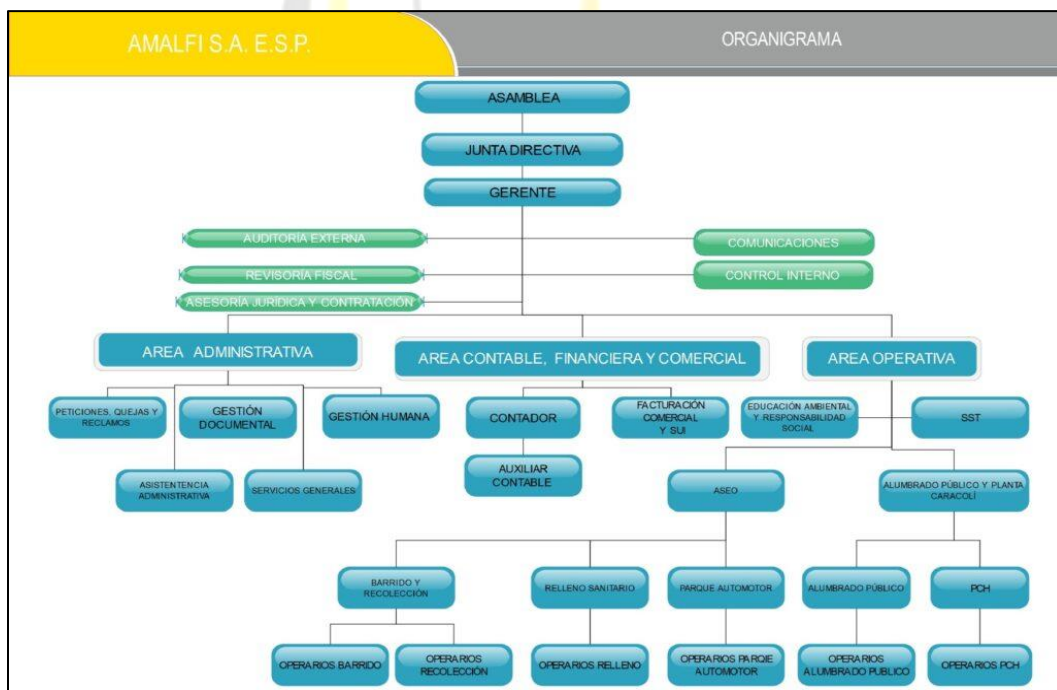 AMALFI S.A. E.S.P.
ORGANIGRAMA
ASAMBLEA
JUNTA DIRECTIVA
GERENTE
AUDITORÍA EXTERNA
COMUNICACIONES
REVISORÍA FISCAL
CONTROL INTERNO
ASESORÍA JURIDICA Y CONTRATACIÓN
AREA ADMINISTRATIVA
AREA CONTABLE, FINANCIERA Y COMERCIAL
AREA OPERATIVA
PETICIONES, QUEJAS Y
RECLAMOS
GESTIÓN
DOCUMENTAL
GESTIÓN HUMANA
CONTADOR
FACTURACIÓN
COMERCIAL
Y SUI
EDUCACIÓN AMBIENTAL
Y RESPONSABILIDAD
SOCIAL
SST
ASISTENTENCIA
ADMINISTRATIVA
SERVICIOS GENERALES
AUXILIAR
CONTABLE
ASEO
ALUMBRADO PÚBLICO Y PLANTA
CARACOLÍ
BARRIDO Y
RECOLECCIÓN
RELLENO SANITARIO
PARQUE AUTOMOTOR
ALUMBRADO PÚBLICO
PCH
OPERARIOS BARRIDO
OPERARIOS
RECOLECCIÓN
OPERARIOS RELLENO
OPERARIOS PARQIE
AUTOMOTOR
OPERARIOS
ALUMBRADO PUBLICO
OPERARIOS PCH